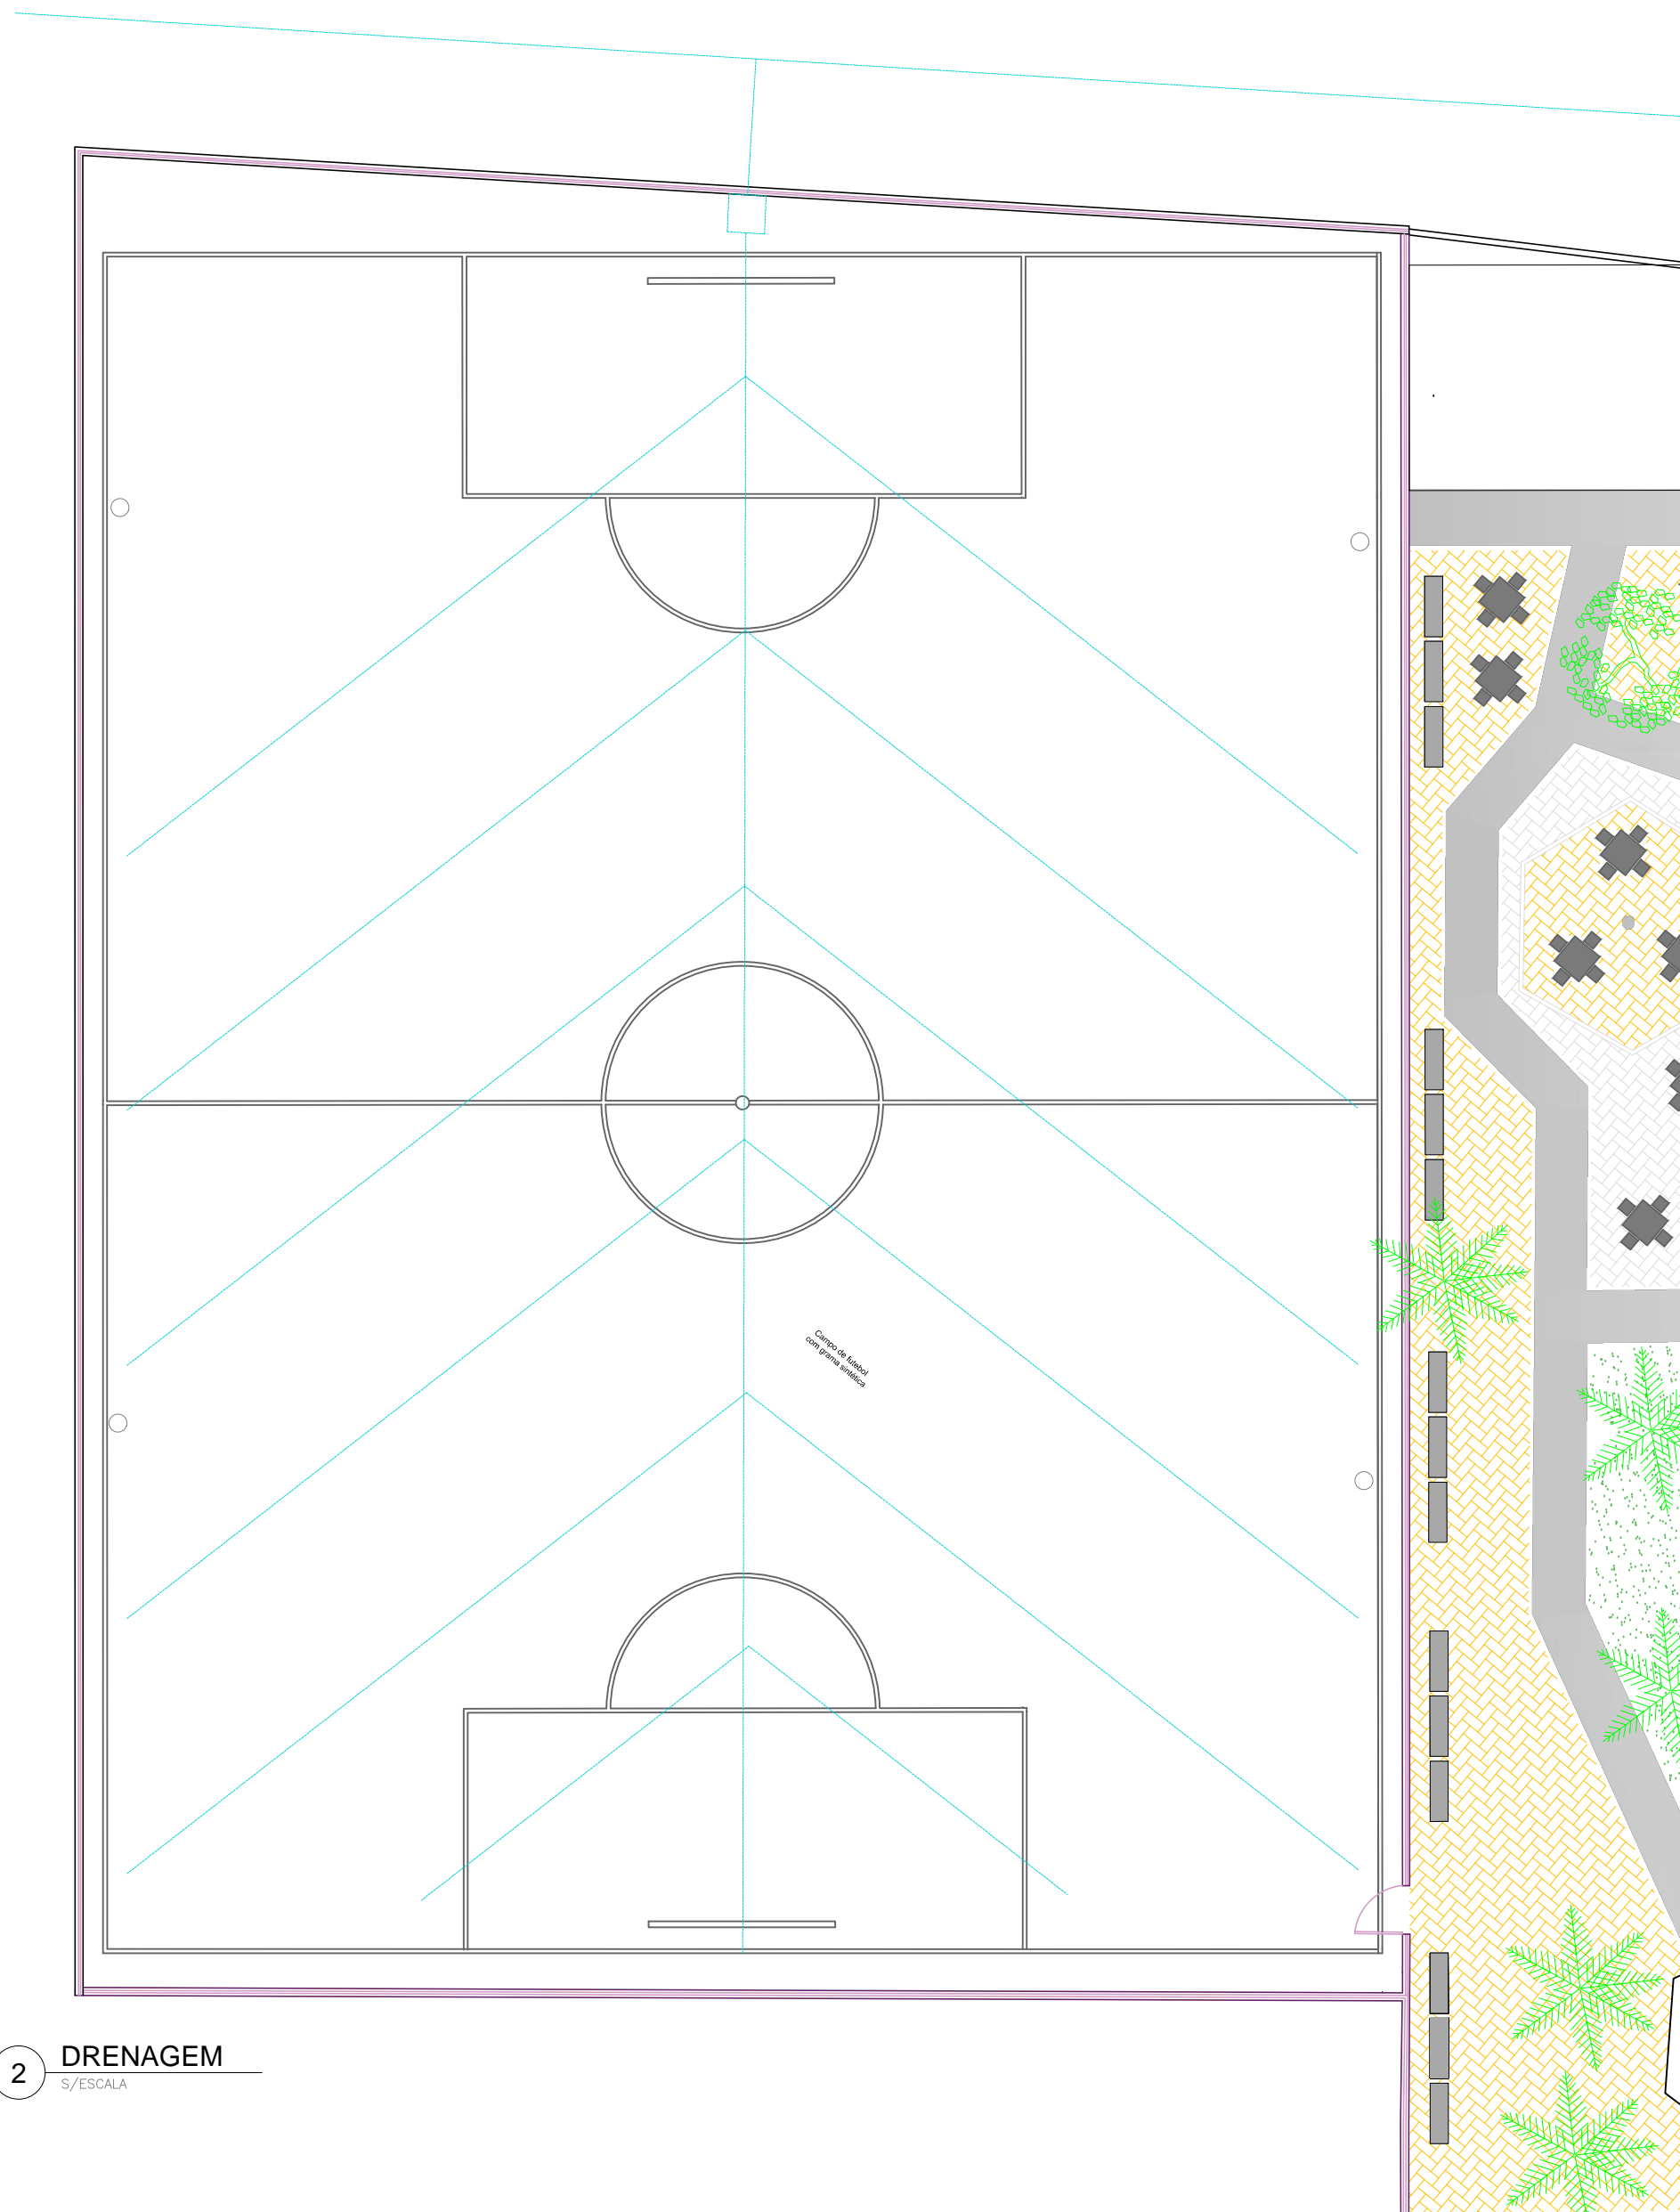 Campo de futebol
com grama sintética
2
DRENAGEM
S/ESCALA